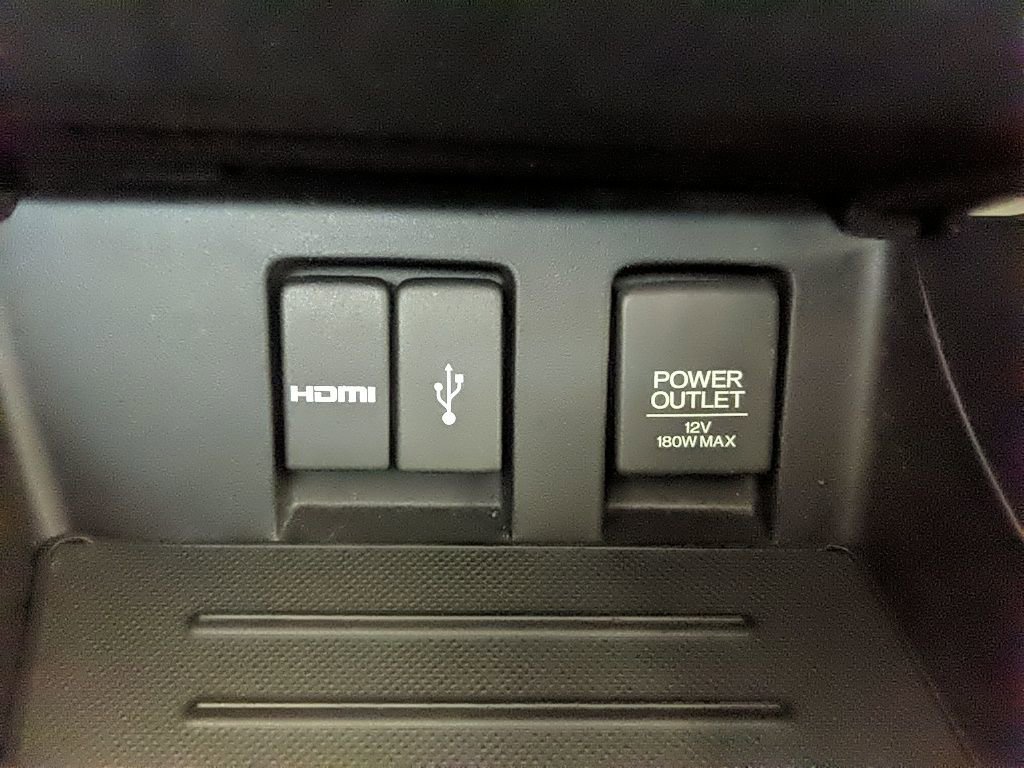 HDMI
POWER
OUTLET
12V
180W MAX